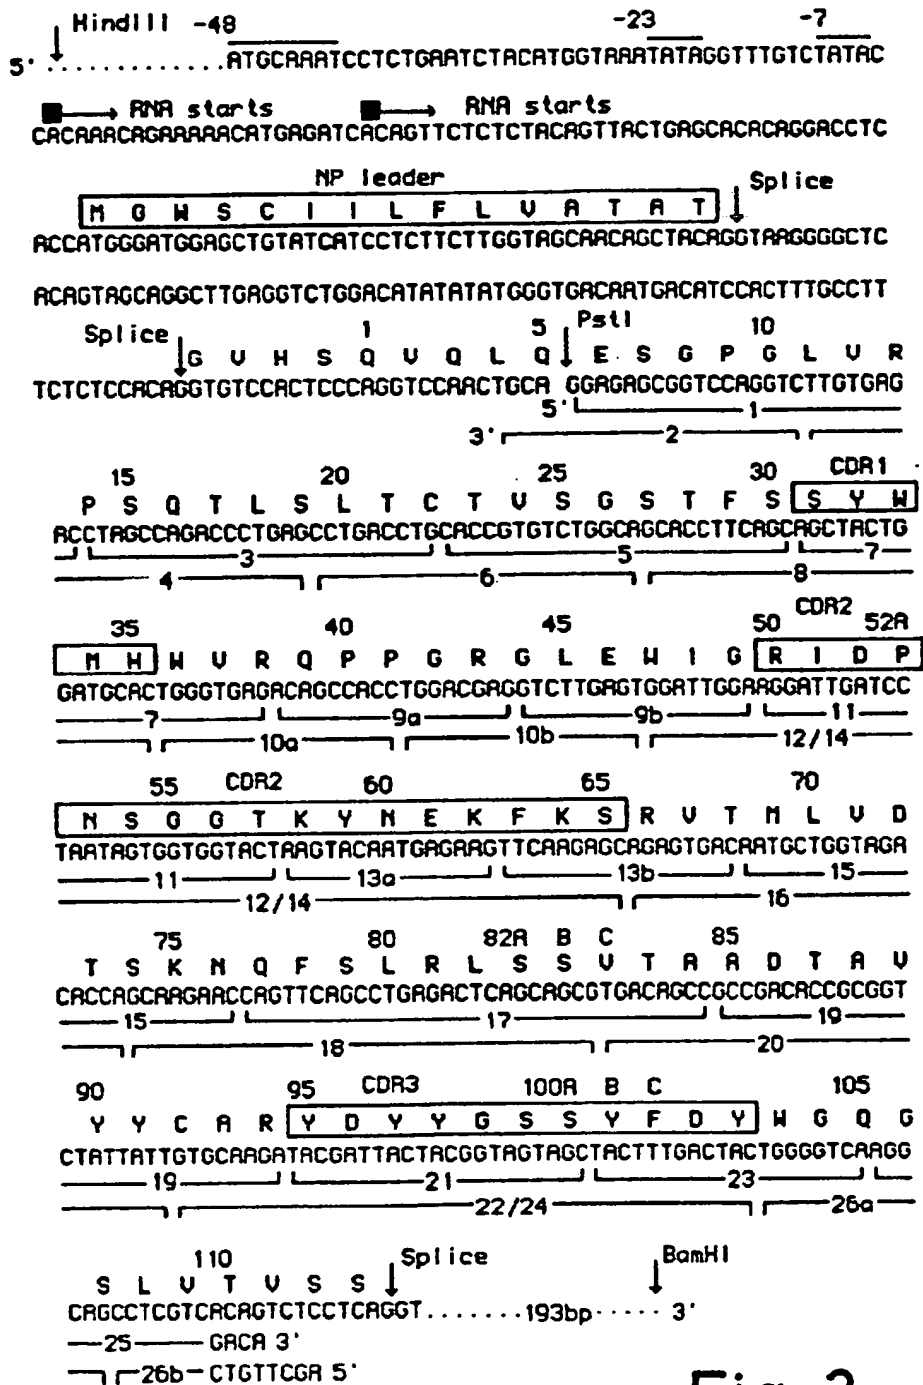 HindIII -48 -23 -7
5' ..............ATGCAAATCCTCTGAATCTACATGGTAAATATAGGTTTGTCTATAC
RNA starts RNA starts
CACAAACAGAAAAACATGAGATCACAGTTCTCTCTACAGTTACTGAGCACACAGGACCTC
NP leader Splice
M G W S C I I L F L V A T A T
ACCATGGGATGGAGCTGTATCATCCTCTTCTTGGTAGCAACAGCTACAGGTAAGGGGCTC
ACAGTAGCAGGCTTGAGGTCTGGACATATATATGGGTGACAATGACATCCACTTTGCCTT
Splice 1 5 PstI 10
G V H S Q V Q L Q E S G P G L V R
TCTCTCCACAGGTGTCCACTCCCAGGTCCAACTGCA GGAGAGCGGTCCAGGTCTTGTGAG
5' 1
3' 2
15 20 25 30 CDR1
P S Q T L S L T C T V S G S T F S S Y W
ACCTAGCCAGACCCTGAGCCTGACCTGCACCGTGTCTGGCAGCACCTTCAGCAGCTACTG
3 5 7
4 6 8
35 40 45 50 CDR2 52A
M H W V R Q P P G R G L E W I G R I D P
GATGCACTGGGTGAGACAGCCACCTGGACGAGGTCTTGAGTGGATTGGAAGGATTGATCC
7 9a 9b 11
10a 10b 12/14
55 CDR2 60 65 70
N S G G T K Y N E K F K S R V T M L V D
TAATAGTGGTGGTACTAAGTACAATGAGAAGTTCAAGAGCAGAGTGACAATGCTGGTAGA
11 13a 13b 15
12/14 16
75 80 82A B C 85
T S K N Q F S L R L S S V T A A D T A V
CACCAGCAAGAACCAGTTCAGCCTGAGACTCAGCAGCGTGACAGCCGCCGACACCGCGGT
15 17 19
18 20
90 95 CDR3 100A B C 105
Y Y C A R Y D Y Y G S S Y F D Y W G Q G
CTATTATTGTGCAAGATACGATTACTACGGTAGTAGCTACTTTGACTACTGGGGTCAAGG
19 21 23
22/24 26a
110 Splice BamHI
S L V T V S S
CAGCCTCGTCACAGTCTCCTCAGGT.......193bp..... 3'
25 GACA 3'
26b CTGTTCGA 5'